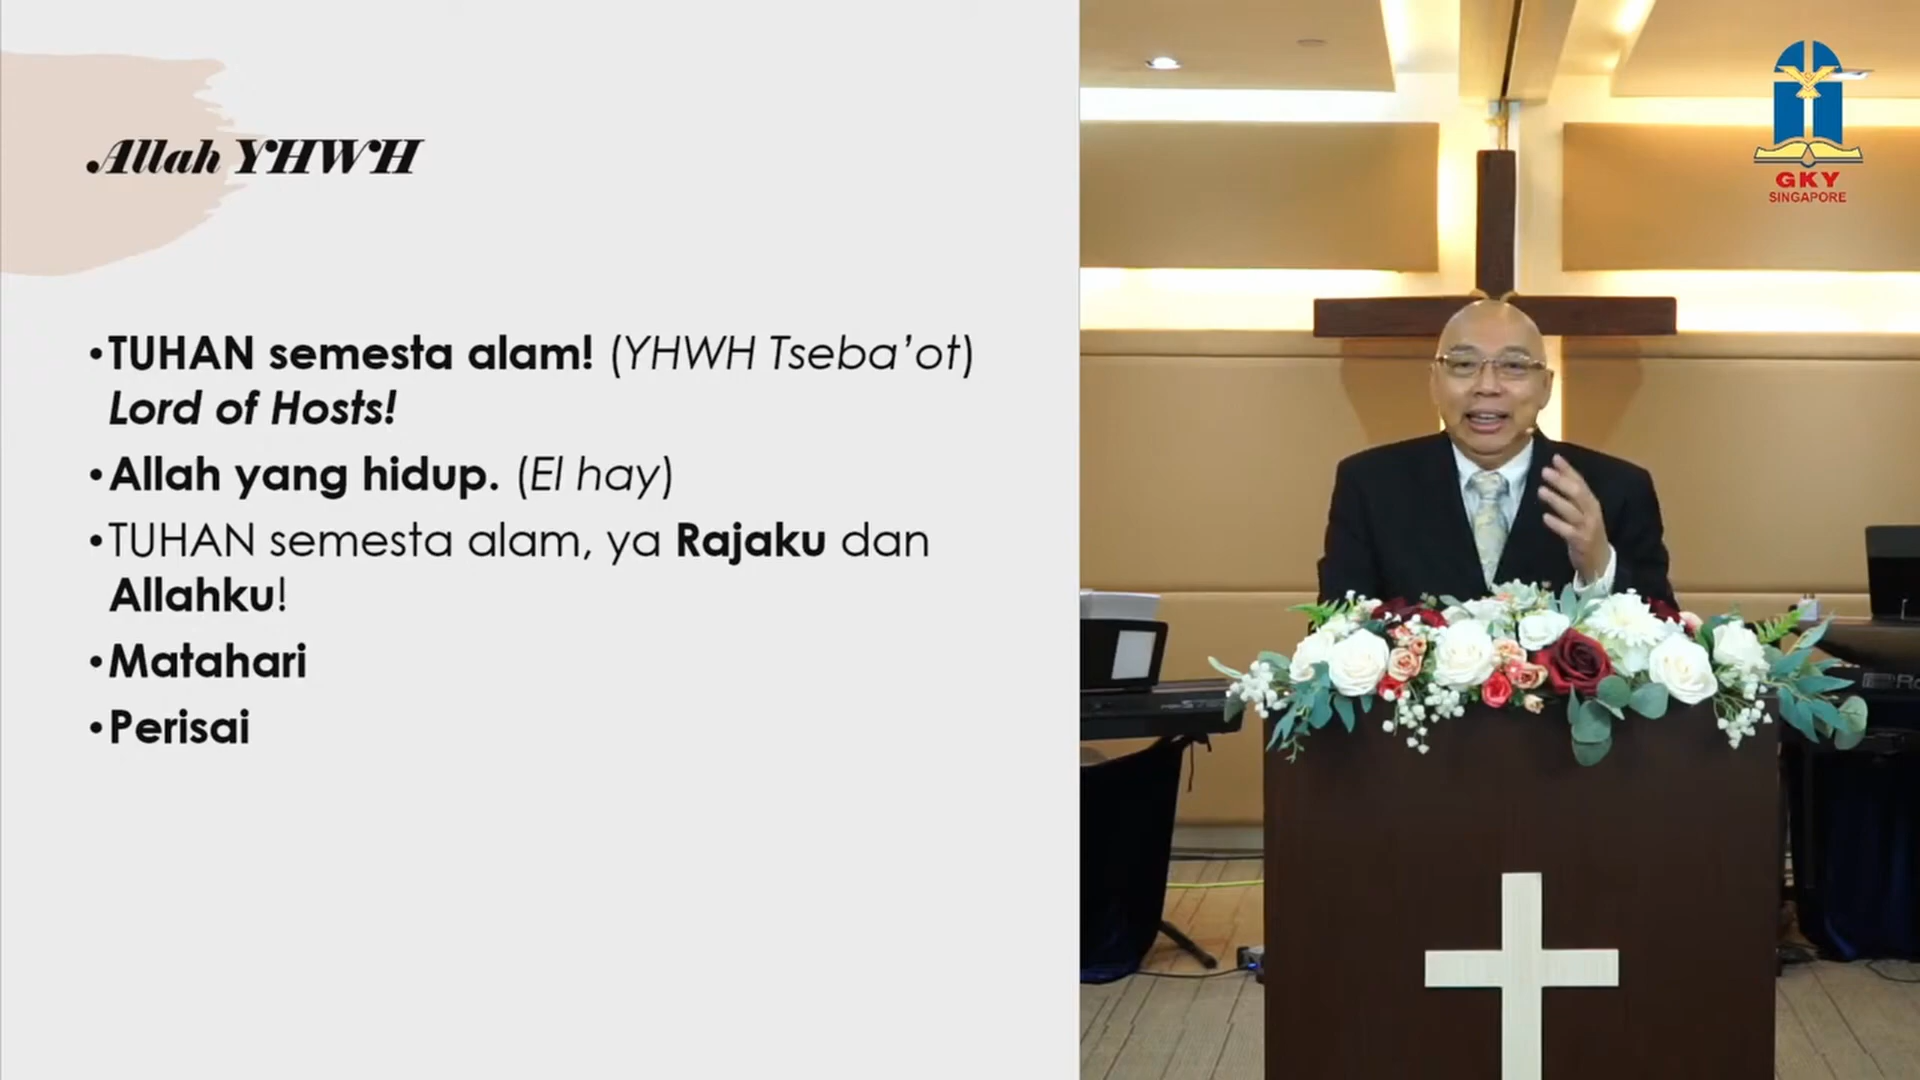 Allah YHWH
•TUHAN semesta alam! (YHWH Tseba’ot)
Lord of Hosts!
•Allah yang hidup. (El hay)
•TUHAN semesta alam, ya Rajaku dan
Allahku!
•Matahari
•Perisai
GKY
SINGAPORE